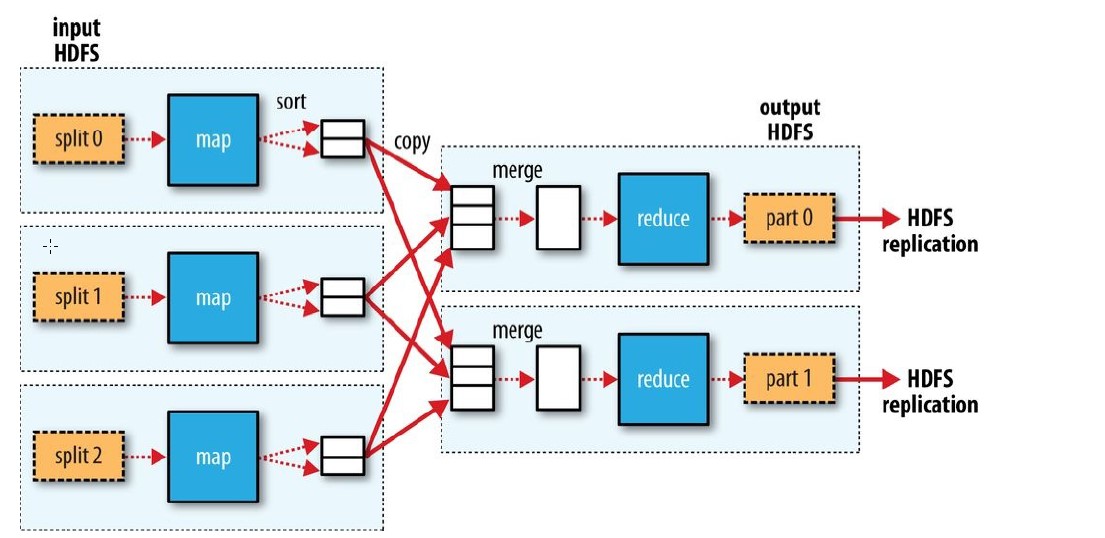 input
HDFS
split 0
map
sort
copy
split 1
map
split 2
map
output
HDFS
merge
reduce
part 0
HDFS
replication
merge
reduce
part 1
HDFS
replication